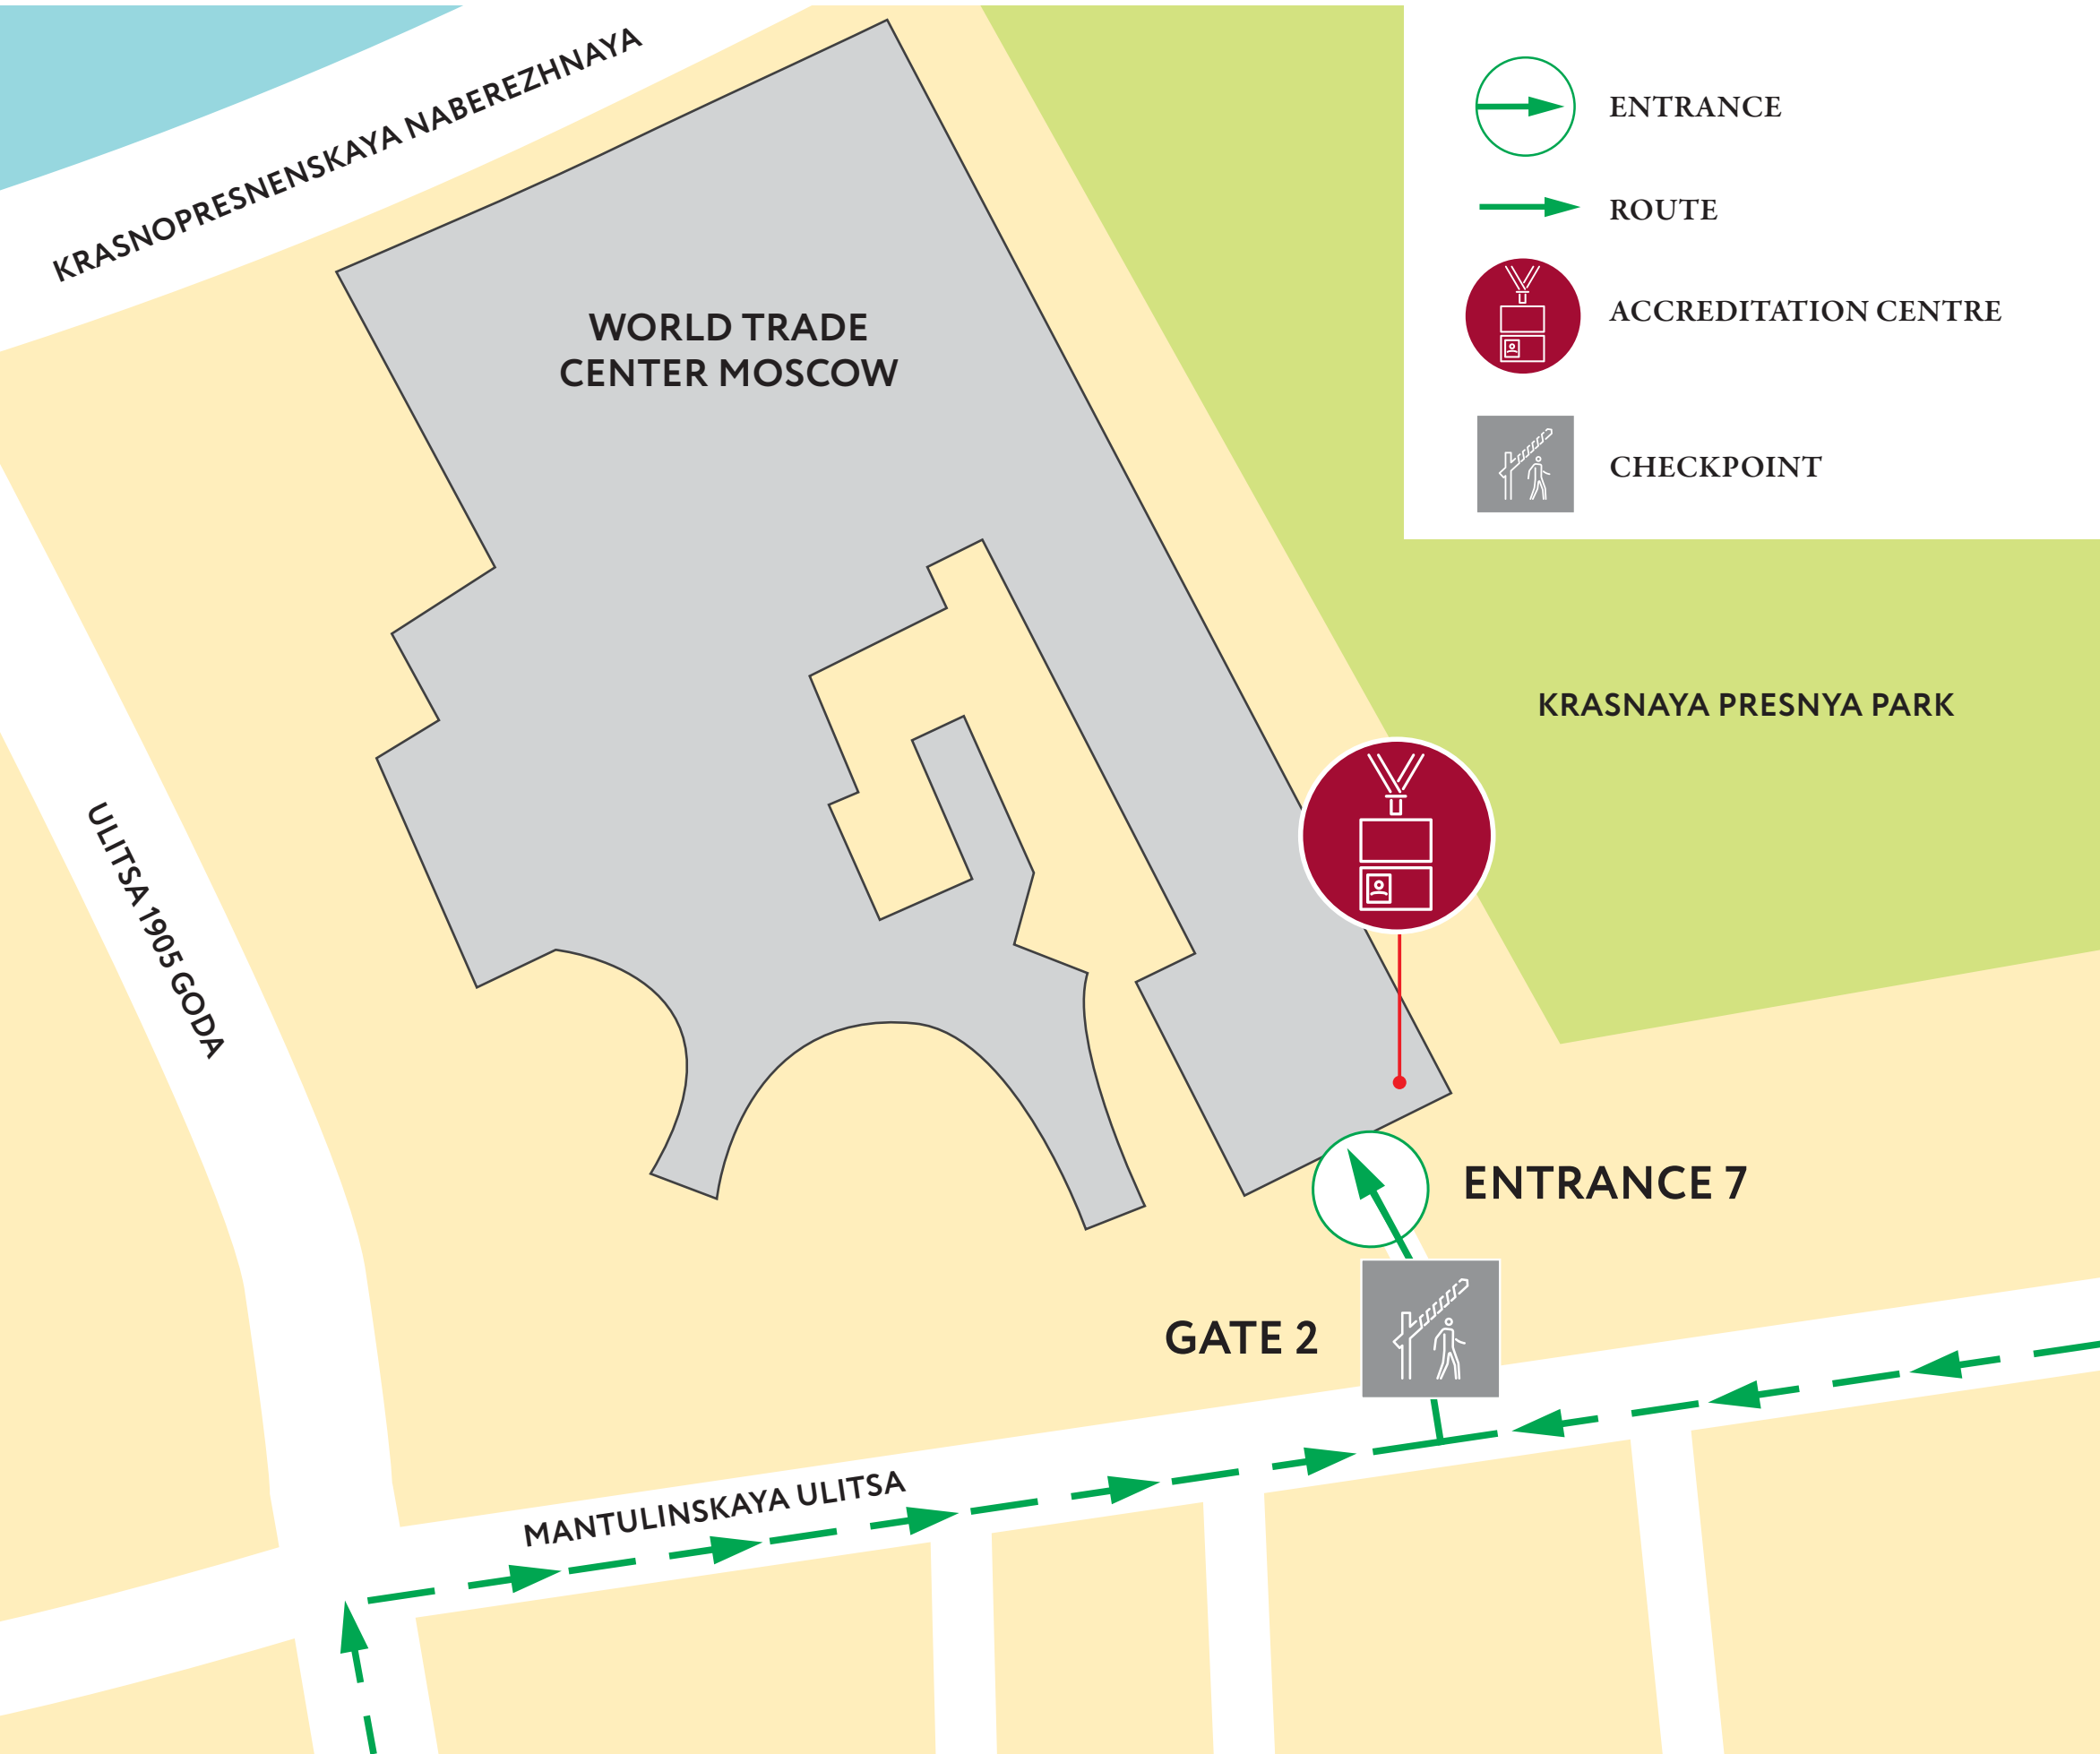 KRASNOPRESNENSKAYA NABEREZHNAYA
ENTRANCE
ROUTE
ACCREDITATION CENTRE
CHECKPOINT
WORLD TRADE
CENTER MOSCOW
KRASNAYA PRESNYA PARK
ULITSA 1905 GODA
ENTRANCE 7
GATE 2
MANTULINSKAYA ULITSA